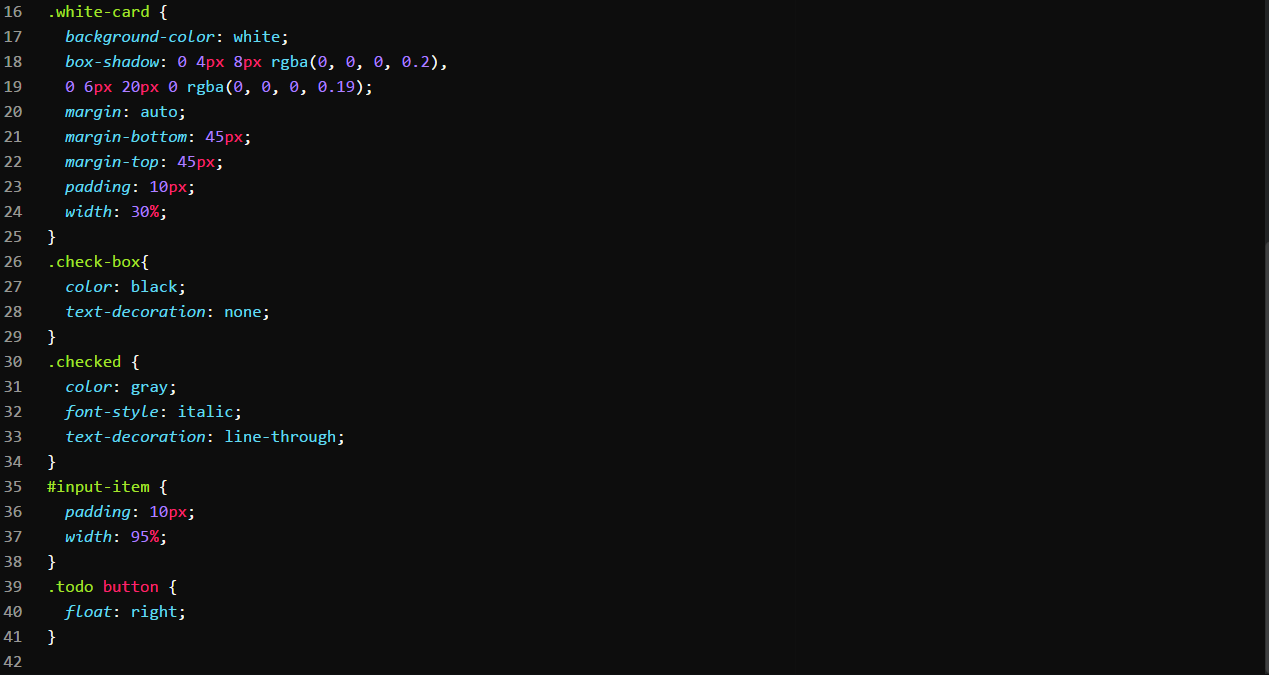 16 .white-card {
17 background-color: white;
18 box-shadow: 0 4px 8px rgba(0, 0, 0, 0.2),
19 0 6px 20px 0 rgba(0, 0, 0, 0.19);
20 margin: auto;
21 margin-bottom: 45px;
22 margin-top: 45px;
23 padding: 10px;
24 width: 30%;
25 }
26 .check-box{
27 color: black;
28 text-decoration: none;
29 }
30 .checked {
31 color: gray;
32 font-style: italic;
33 text-decoration: line-through;
34 }
35 #input-item {
36 padding: 10px;
37 width: 95%;
38 }
39 .todo button {
40 float: right;
41 }
42